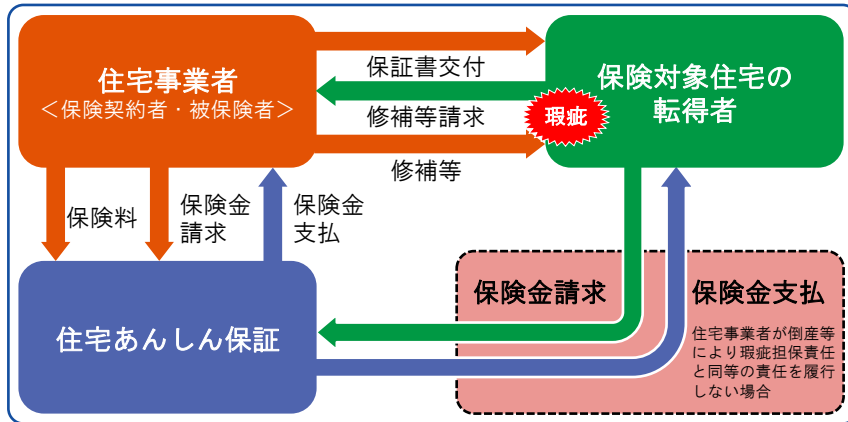 住宅事業者
＜保険契約者・被保険者＞
保証書交付
修補等請求
修補等
瑕疵
保険対象住宅の
転得者
保険料
保険金
請求
保険金
支払
住宅あんしん保証
保険金請求
保険金支払
住宅事業者が倒産等
により瑕疵担保責任
と同等の責任を履行
しない場合